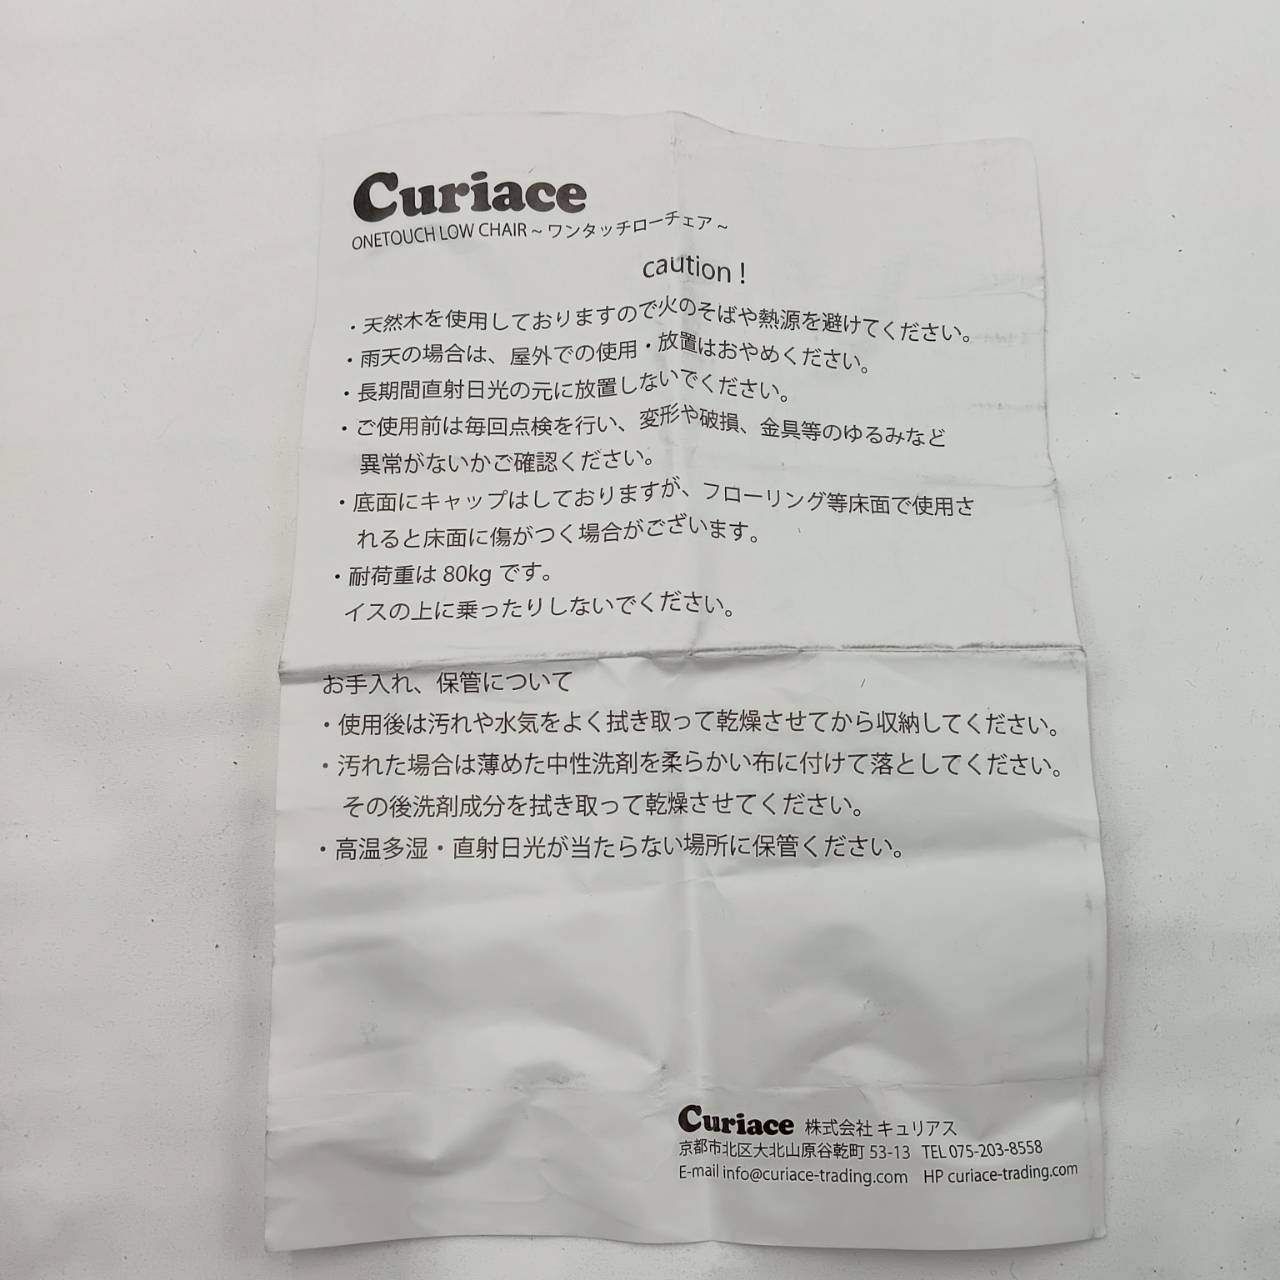 Curiace
ONETOUCH LOW CHAIR ~ ワンタッチローチェア ~
caution !
・天然木を使用しておりますので火のそばや熱源を避けてください。
・雨天の場合は、屋外での使用・放置はおやめください。
・長期間直射日光の元に放置しないでください。
・ご使用前は毎回点検を行い、変形や破損、金具等のゆるみなど
異常がないかご確認ください。
・底面にキャップはしておりますが、フローリング等床面で使用さ
れると床面に傷がつく場合がございます。
・耐荷重は 80kg です。
イスの上に乗ったりしないでください。
お手入れ、保管について
・使用後は汚れや水気をよく拭き取って乾燥させてから収納してください。
・汚れた場合は薄めた中性洗剤を柔らかい布に付けて落としてください。
その後洗剤成分を拭き取って乾燥させてください。
・高温多湿・直射日光が当たらない場所に保管ください。
Curiace 株式会社 キュリアス
京都市北区大北山原谷乾町 53-13 TEL 075-203-8558
E-mail info@curiace-trading.com HP curiace-trading.com